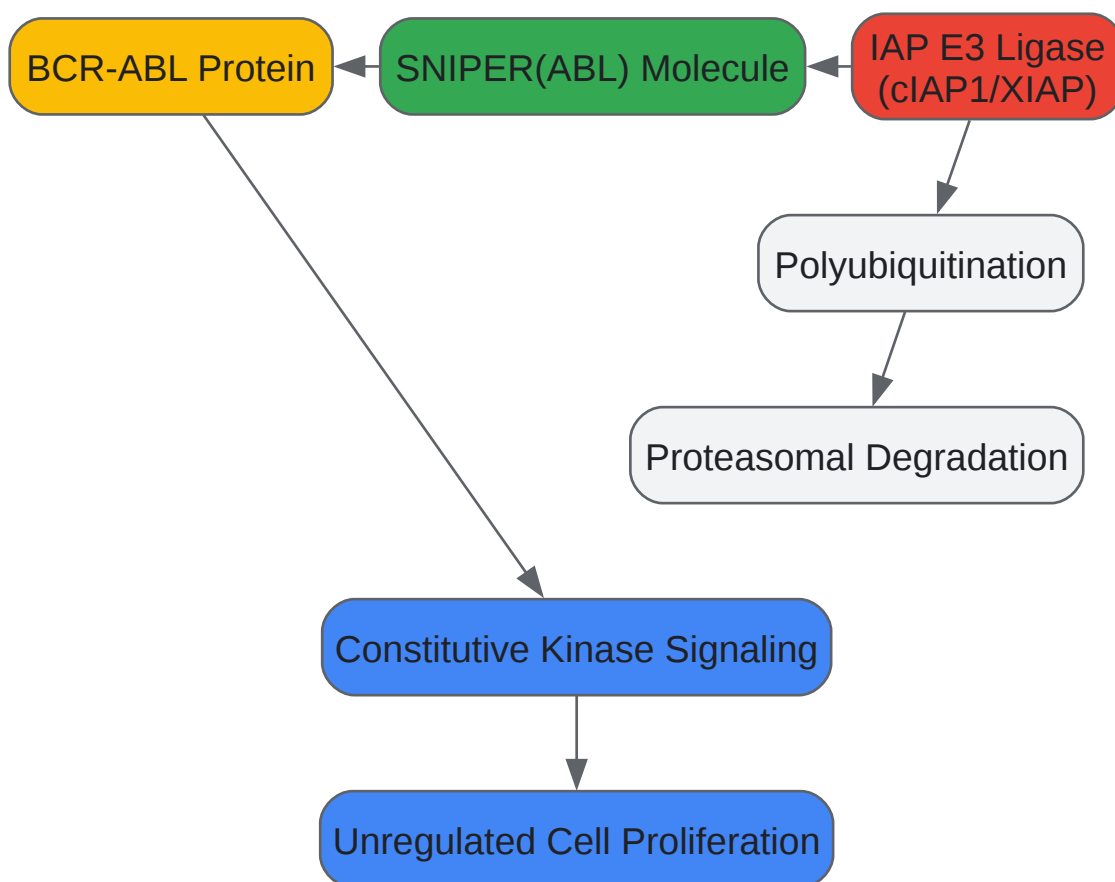 BCR-ABL Protein
SNIPER(ABL) Molecule
IAP E3 Ligase
(cIAP1/XIAP)
Polyubiquitination
Proteasomal Degradation
Constitutive Kinase Signaling
Unregulated Cell Proliferation